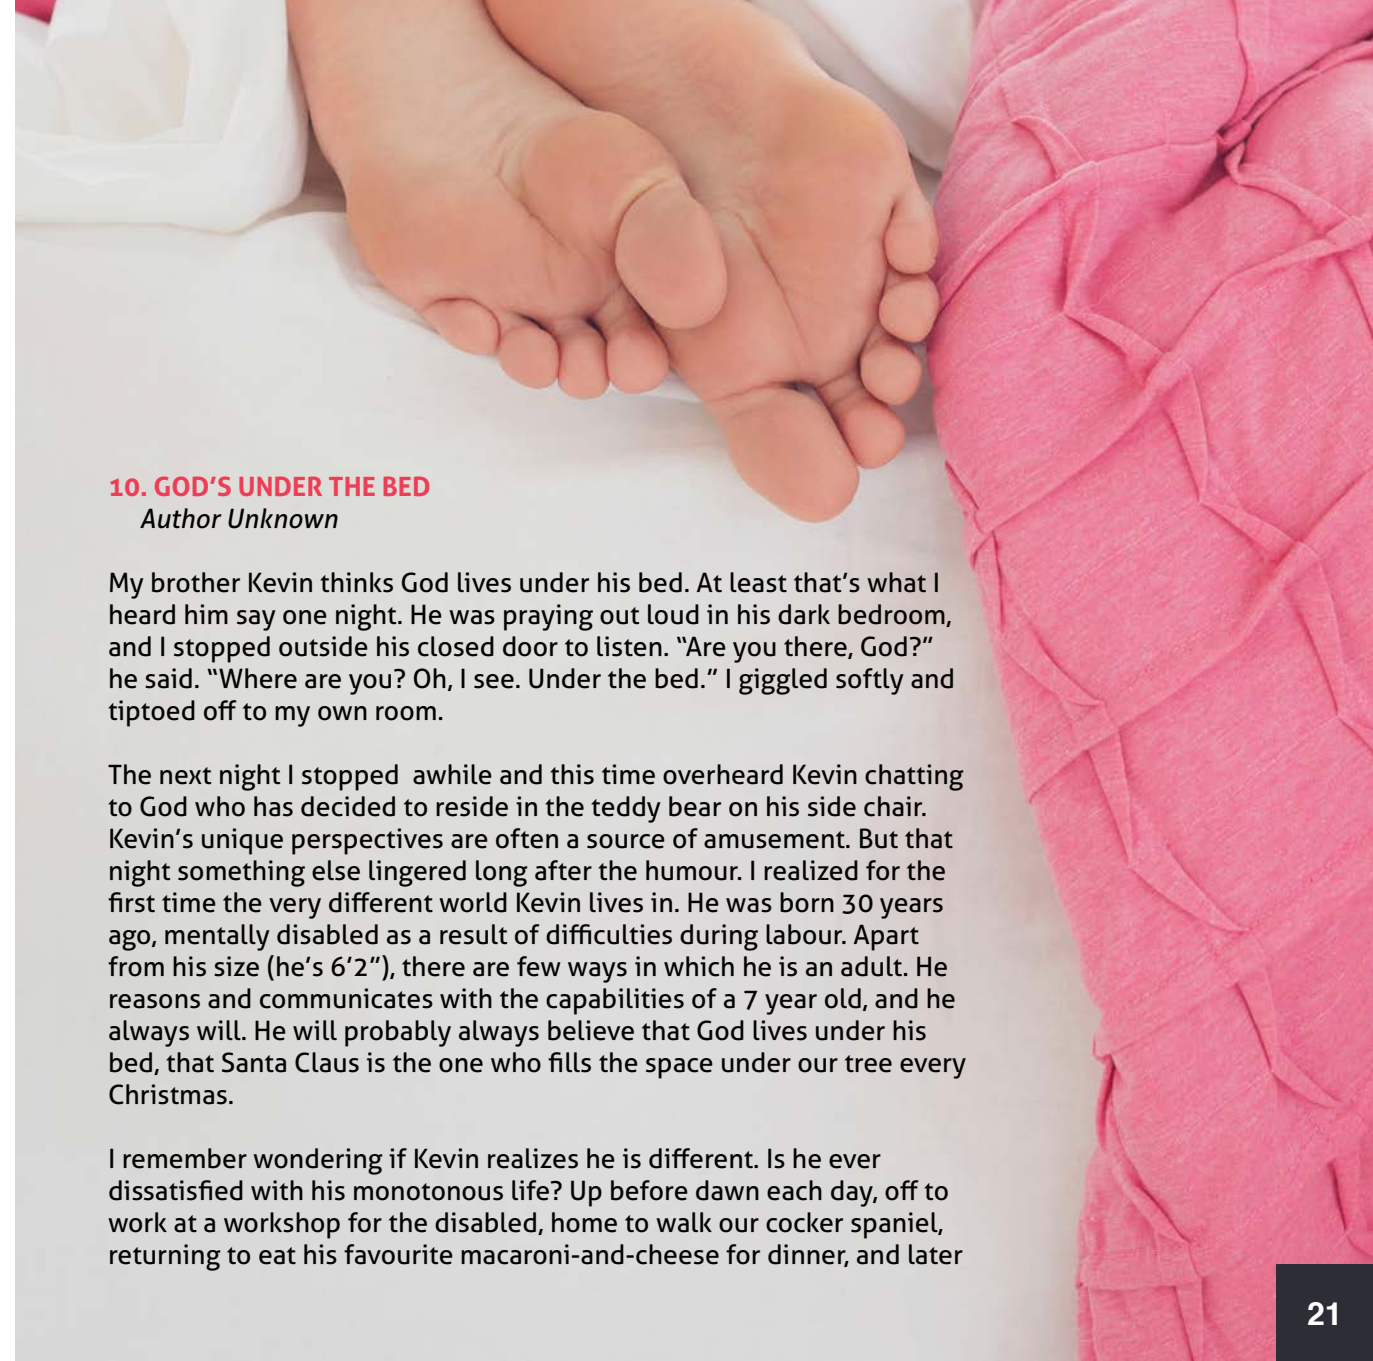 10. GOD’S UNDER THE BED
Author Unknown
My brother Kevin thinks God lives under his bed. At least that’s what I
heard him say one night. He was praying out loud in his dark bedroom,
and I stopped outside his closed door to listen. “Are you there, God?”
he said. “Where are you? Oh, I see. Under the bed.” I giggled softly and
tiptoed off to my own room.
The next night I stopped  awhile and this time overheard Kevin chatting
to God who has decided to reside in the teddy bear on his side chair.
Kevin’s unique perspectives are often a source of amusement. But that
night something else lingered long after the humour. I realized for the
first time the very different world Kevin lives in. He was born 30 years
ago, mentally disabled as a result of difficulties during labour. Apart
from his size (he’s 6’2”), there are few ways in which he is an adult. He
reasons and communicates with the capabilities of a 7 year old, and he
always will. He will probably always believe that God lives under his
bed, that Santa Claus is the one who fills the space under our tree every
Christmas.
I remember wondering if Kevin realizes he is different. Is he ever
dissatisfied with his monotonous life? Up before dawn each day, off to
work at a workshop for the disabled, home to walk our cocker spaniel,
returning to eat his favourite macaroni-and-cheese for dinner, and later
21